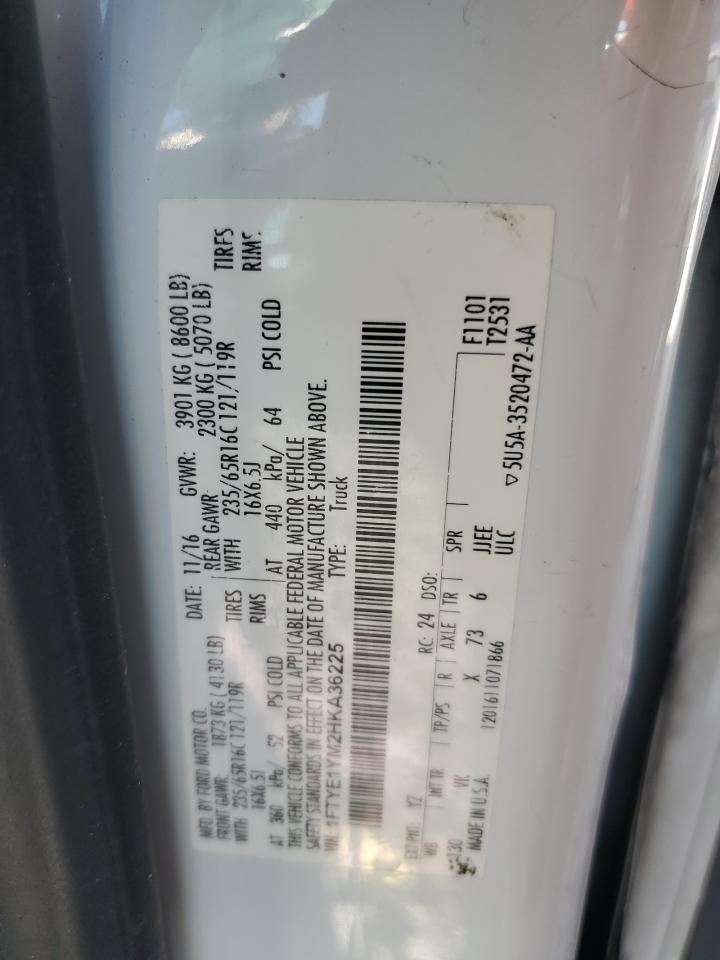 MFD. BY FORD MOTOR CO. DATE: 11/16 GVWR: 3901 KG ( 8600 LB)
FRONT GAWR: 1873 KG ( 4130 LB) REAR GAWR: 2300 KG ( 5070 LB)
WITH 235/65R16C 121/119R TIRES WITH 235/65R16C 121/119R TIRES
16X6.5J RIMS 16X6.5J RIMS
AT 360 kPa/ 52 PSI COLD AT 440 kPa/ 64 PSI COLD
THIS VEHICLE CONFORMS TO ALL APPLICABLE FEDERAL MOTOR VEHICLE
SAFETY STANDARDS IN EFFECT ON THE DATE OF MANUFACTURE SHOWN ABOVE.
VIN: 1FTYE1YM2HKA36225 TYPE: Truck
EXT PNT: YZ RC: 24 DSO: F1101
WB INT TR TP/PS R AXLE TR SPR T2531
130 VK X 73 6 JJEE
MADE IN U.S.A. 1201611071866 ULC ▽5U5A-3520472-AA